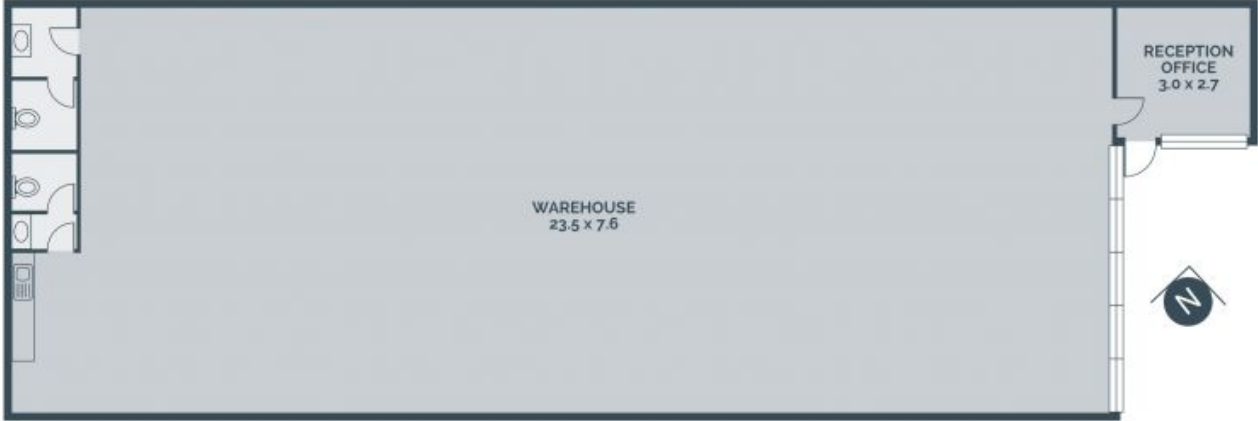 RECEPTION
OFFICE
3.0 x 2.7
WAREHOUSE
23.5 x 7.6
N